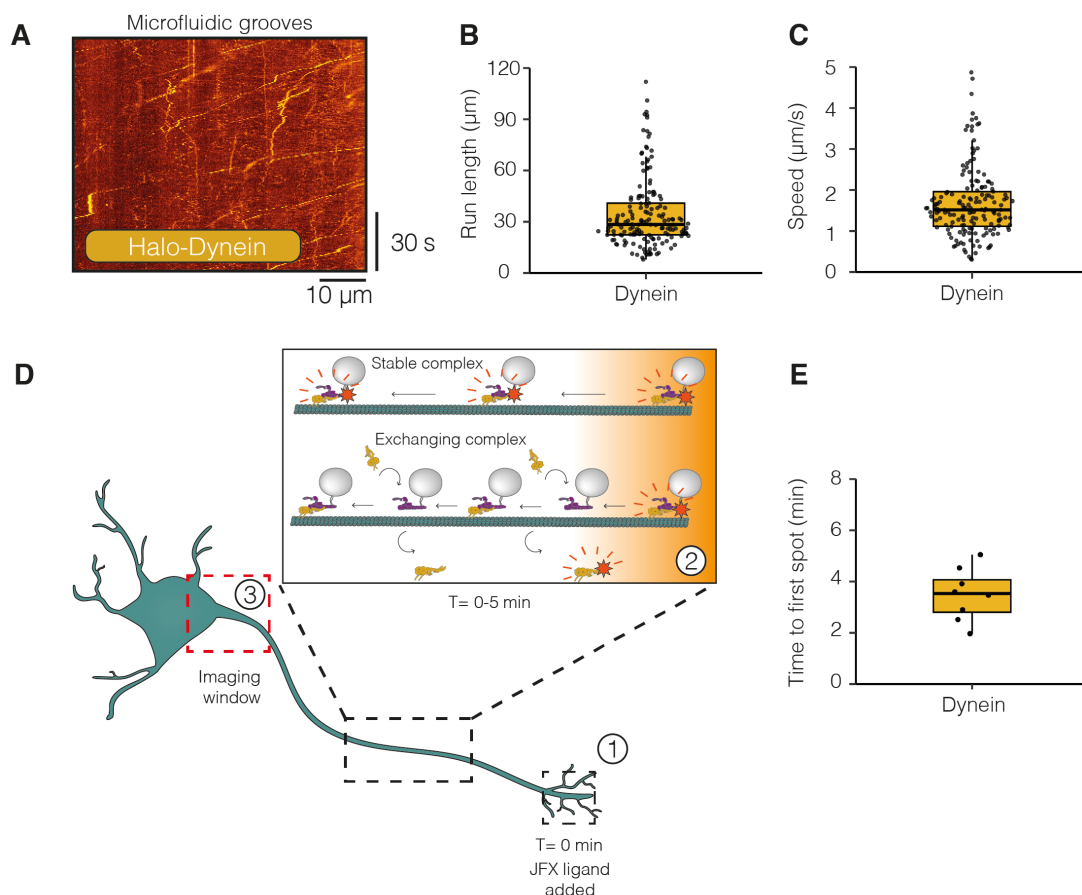 A
Microfluidic grooves
Halo-Dynein
30 s
10 µm
B
Run length (µm)
120
90
60
30
0
Dynein
C
Speed (µm/s)
5
4
3
2
1
0
Dynein
D
Stable complex
Exchanging complex
2
T= 0-5 min
3
Imaging
window
1
T= 0 min
JFX ligand
added
E
Time to first spot (min)
8
6
4
2
0
Dynein